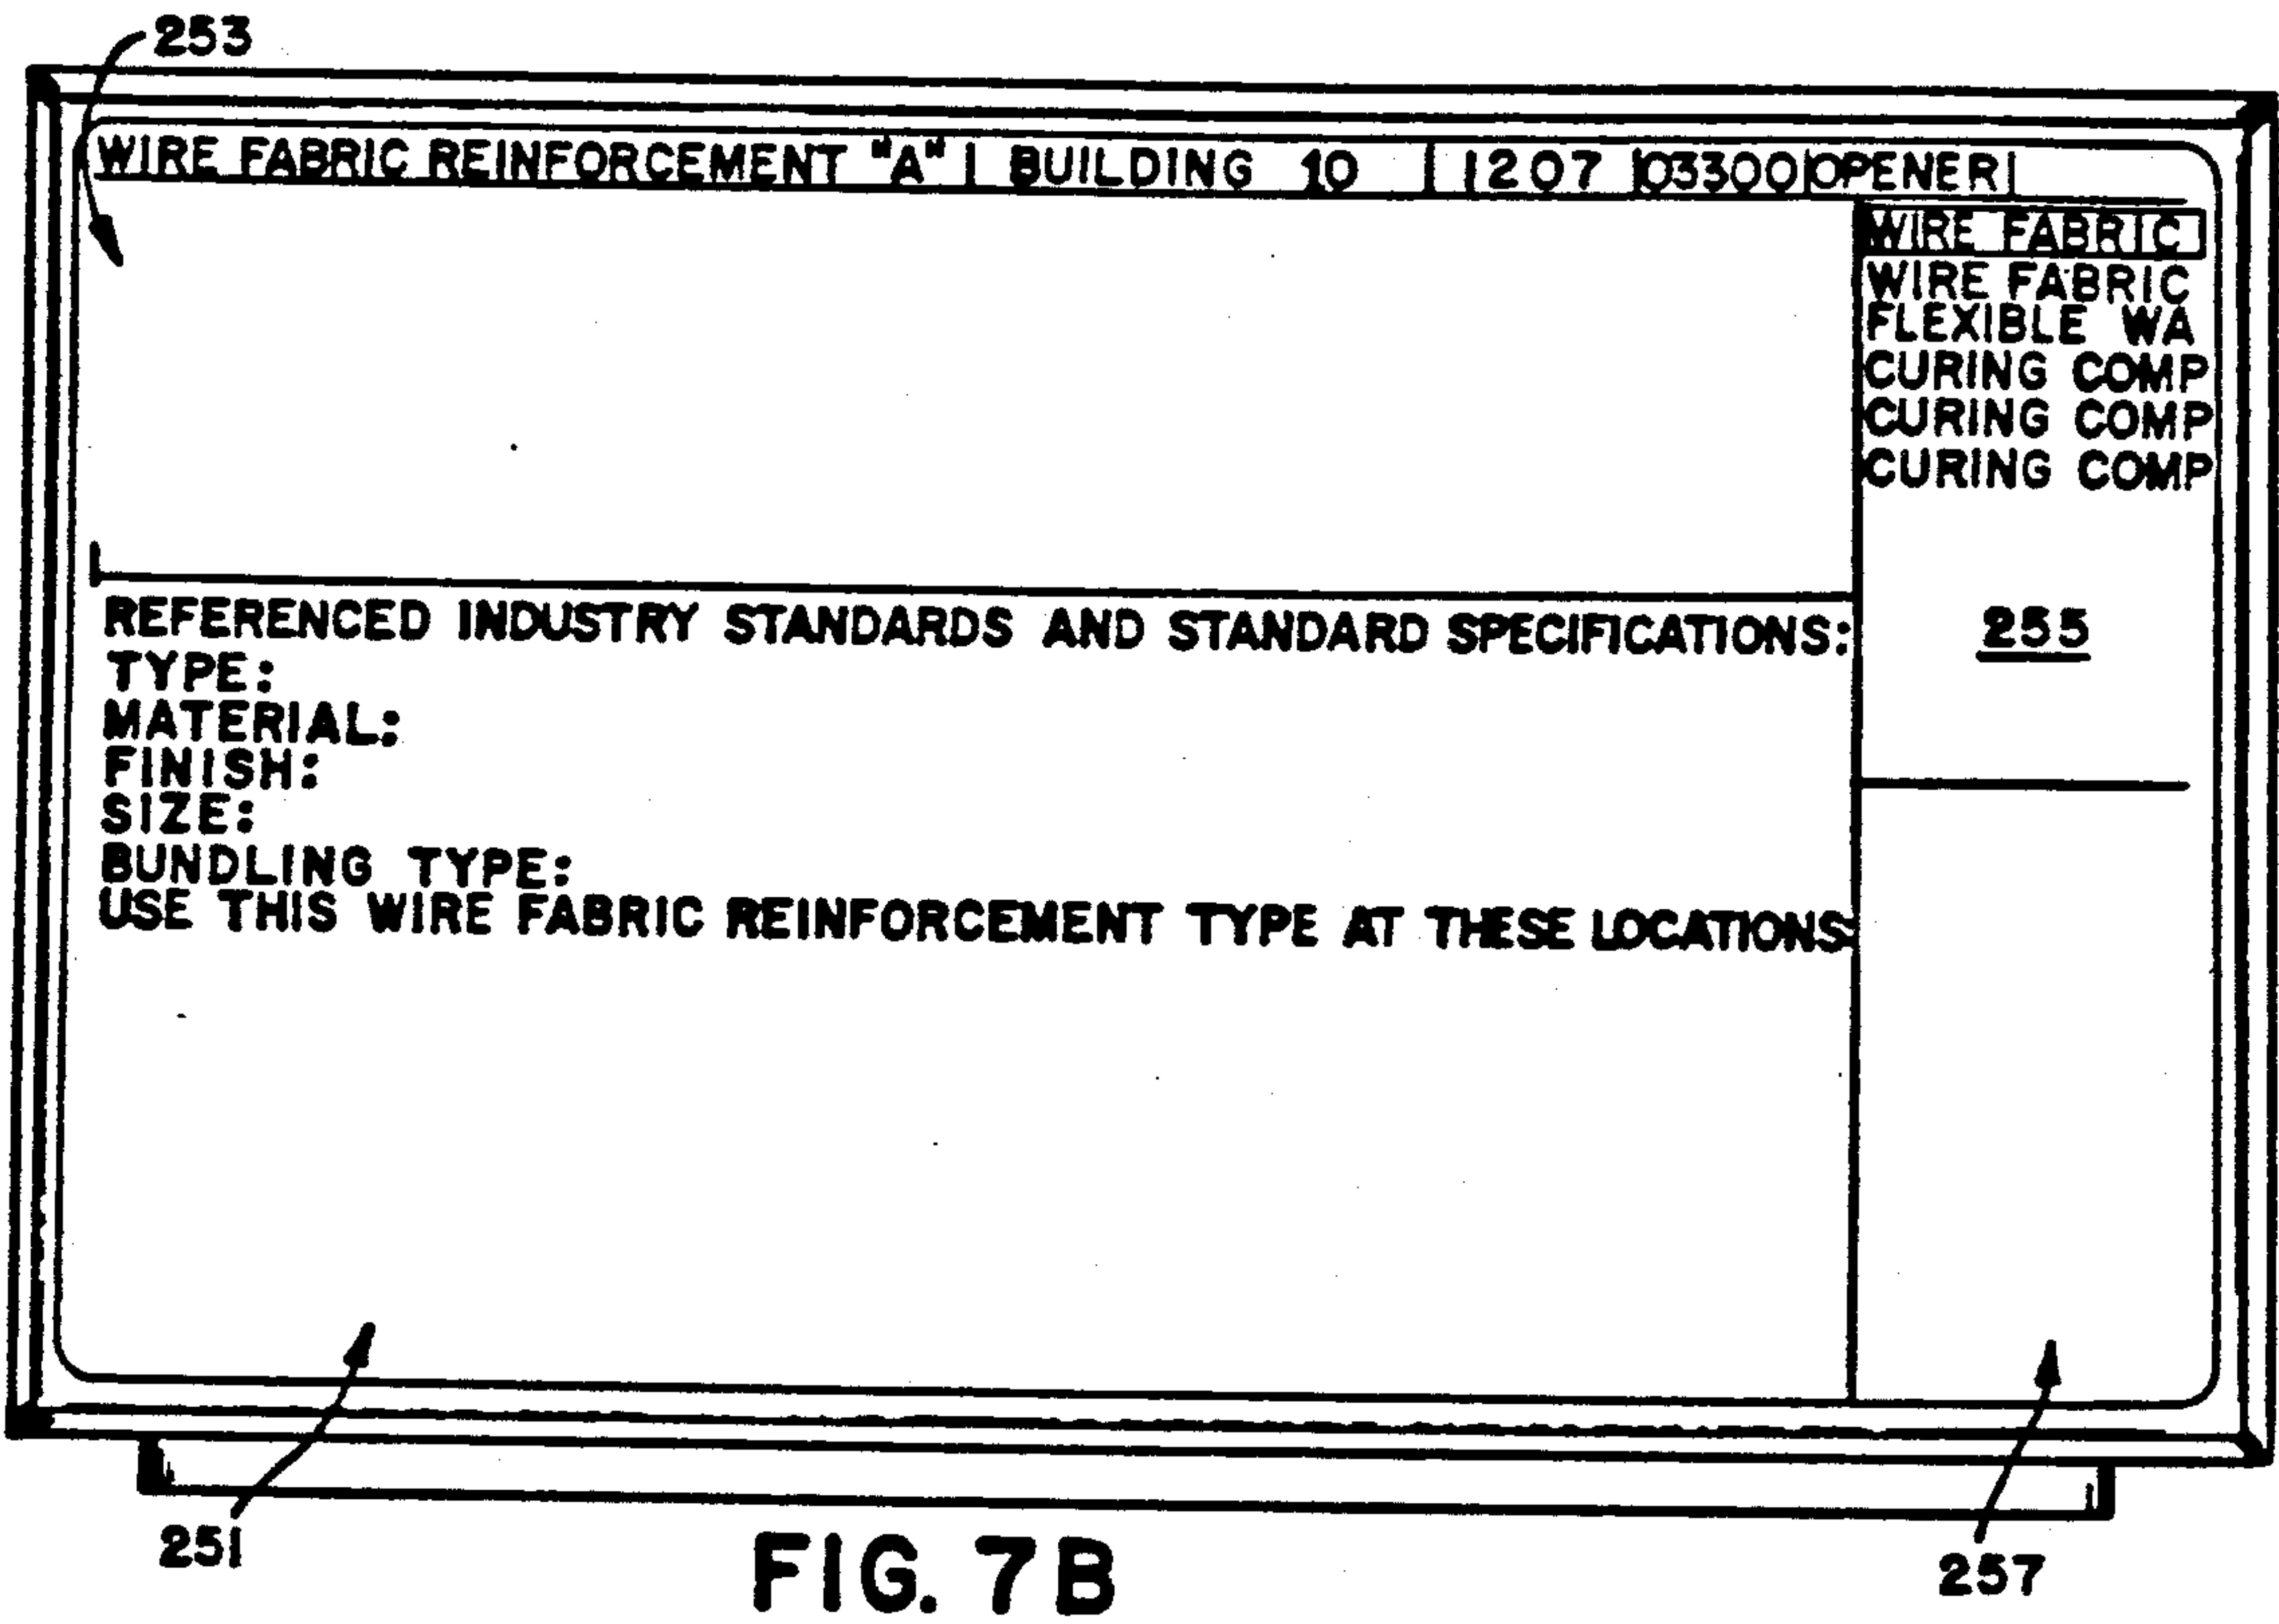 253
WIRE FABRIC REINFORCEMENT "A" | BUILDING 10 | 1207 |03300|OPENER|
WIRE FABRIC
WIRE FABRIC
FLEXIBLE WA
CURING COMP
CURING COMP
CURING COMP
255
REFERENCED INDUSTRY STANDARDS AND STANDARD SPECIFICATIONS:
TYPE:
MATERIAL:
FINISH:
SIZE:
BUNDLING TYPE:
USE THIS WIRE FABRIC REINFORCEMENT TYPE AT THESE LOCATIONS:
251
257
FIG. 7B